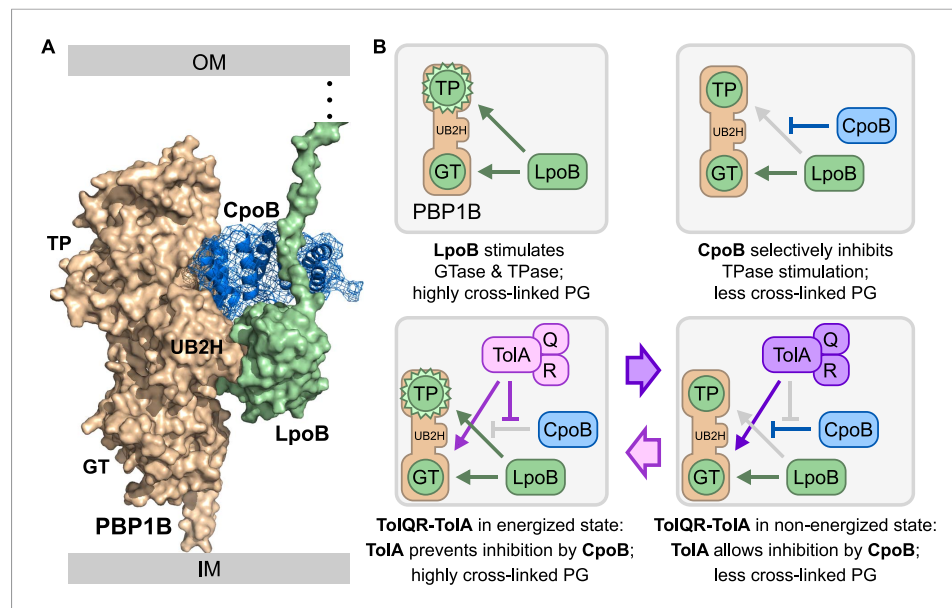 A
OM
CpoB
TP
UB2H
LpoB
GT
PBP1B
IM
B
TP
UB2H
GT
LpoB
PBP1B
LpoB stimulates
GTase & TPase;
highly cross-linked PG
TP
UB2H
CpoB
GT
LpoB
CpoB selectively inhibits
TPase stimulation;
less cross-linked PG
Q
TolA
R
TP
UB2H
CpoB
GT
LpoB
TolQR-TolA in energized state:
TolA prevents inhibition by CpoB;
highly cross-linked PG
Q
TolA
R
TP
UB2H
CpoB
GT
LpoB
TolQR-TolA in non-energized state:
TolA allows inhibition by CpoB;
less cross-linked PG